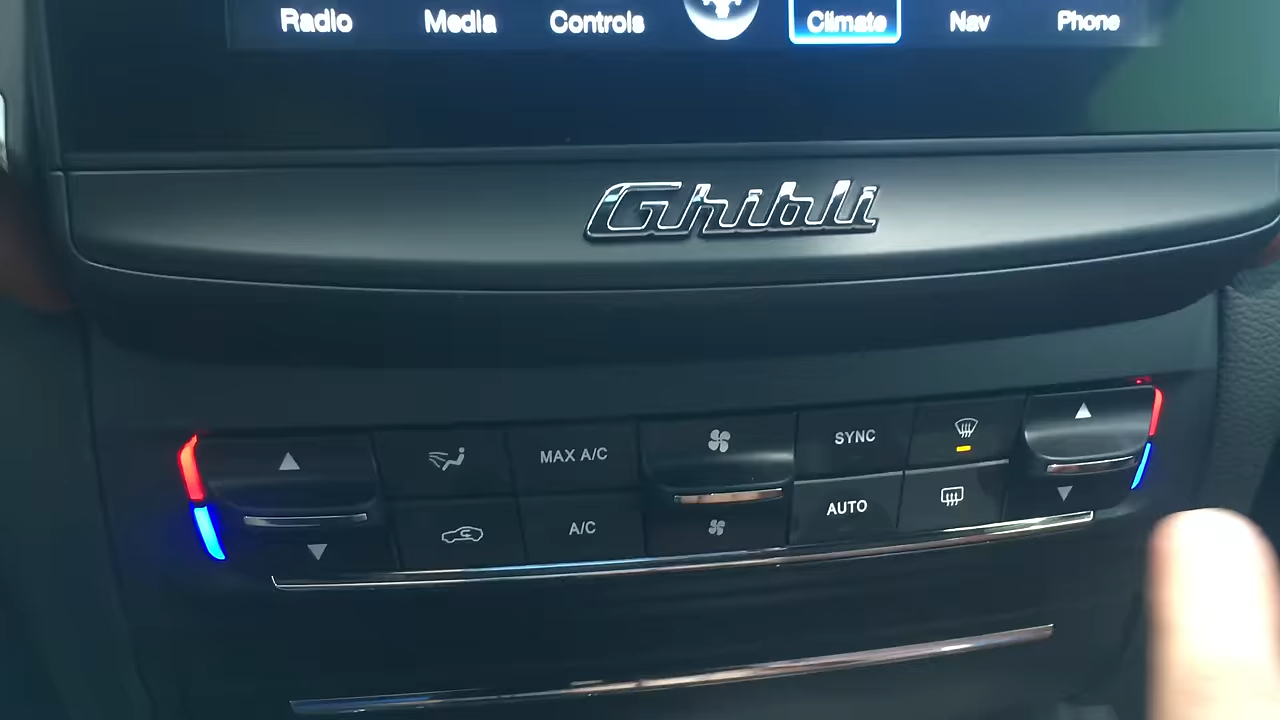 Radio Media Controls Climate Nav Phone
Ghibli
MAX A/C SYNC
A/C AUTO